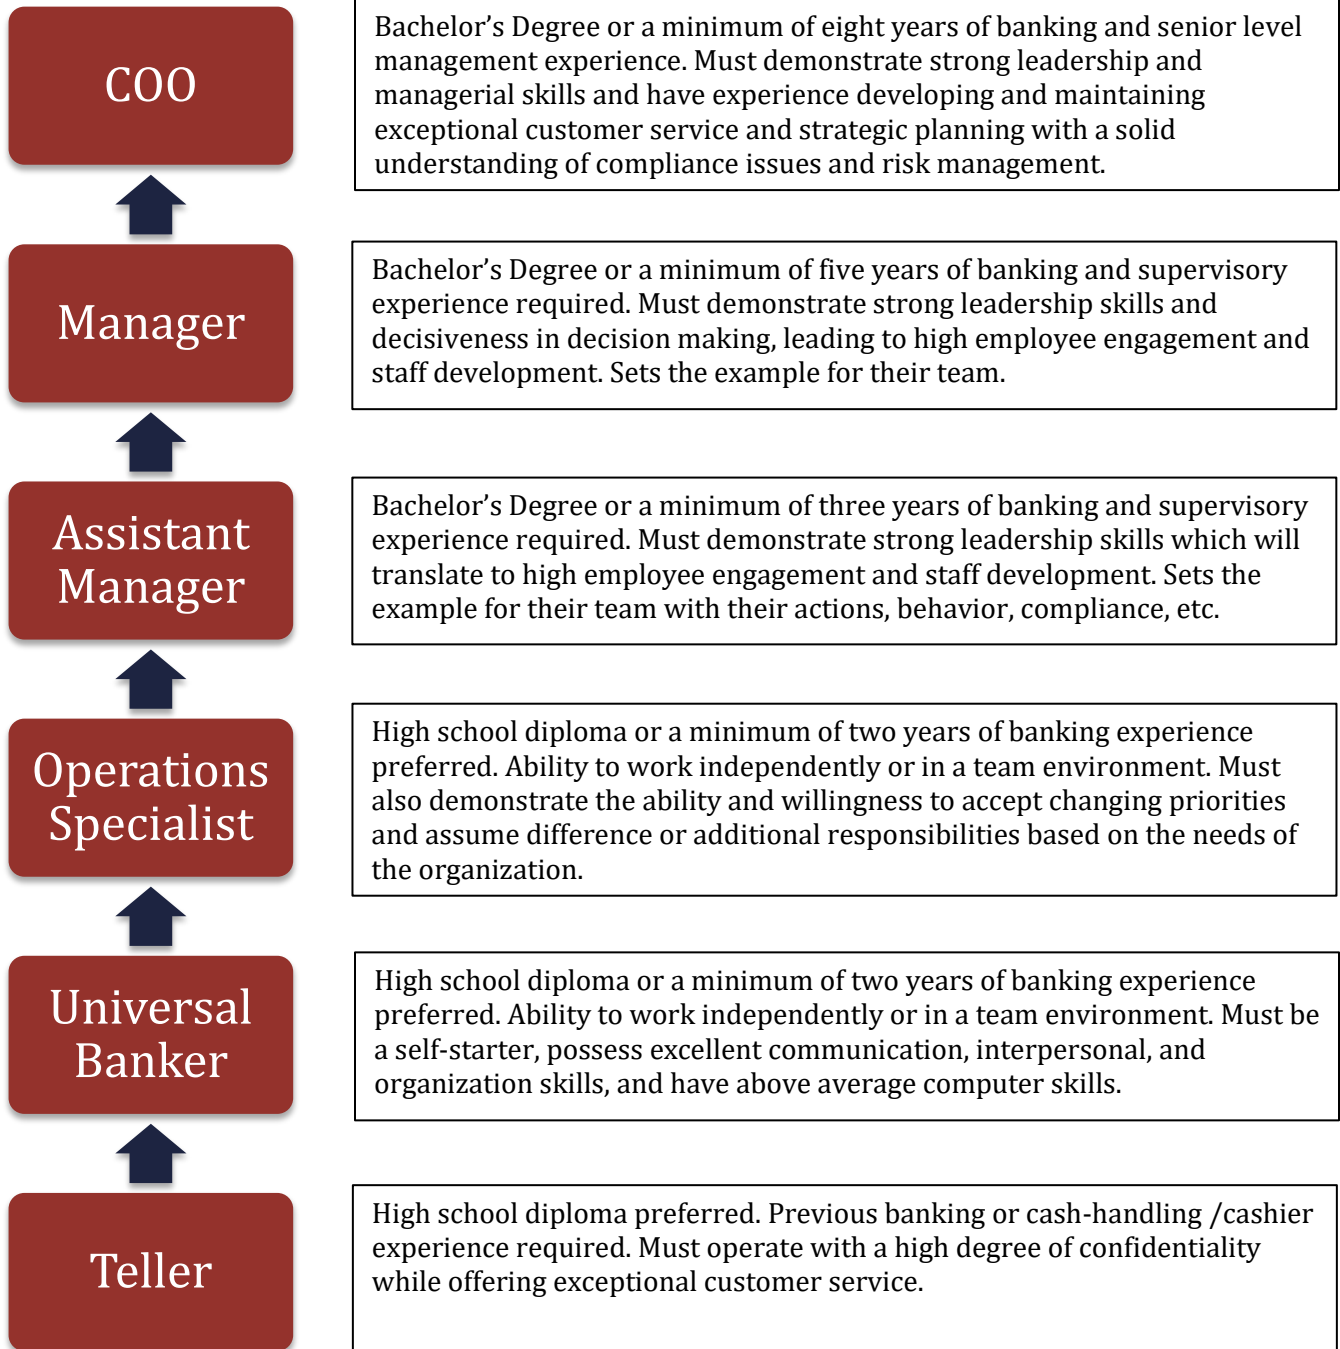 COO
Bachelor’s Degree or a minimum of eight years of banking and senior level
management experience. Must demonstrate strong leadership and
managerial skills and have experience developing and maintaining
exceptional customer service and strategic planning with a solid
understanding of compliance issues and risk management.
Manager
Bachelor’s Degree or a minimum of five years of banking and supervisory
experience required. Must demonstrate strong leadership skills and
decisiveness in decision making, leading to high employee engagement and
staff development. Sets the example for their team.
Assistant
Manager
Bachelor’s Degree or a minimum of three years of banking and supervisory
experience required. Must demonstrate strong leadership skills which will
translate to high employee engagement and staff development. Sets the
example for their team with their actions, behavior, compliance, etc.
Operations
Specialist
High school diploma or a minimum of two years of banking experience
preferred. Ability to work independently or in a team environment. Must
also demonstrate the ability and willingness to accept changing priorities
and assume difference or additional responsibilities based on the needs of
the organization.
Universal
Banker
High school diploma or a minimum of two years of banking experience
preferred. Ability to work independently or in a team environment. Must be
a self-starter, possess excellent communication, interpersonal, and
organization skills, and have above average computer skills.
Teller
High school diploma preferred. Previous banking or cash-handling /cashier
experience required. Must operate with a high degree of confidentiality
while offering exceptional customer service.